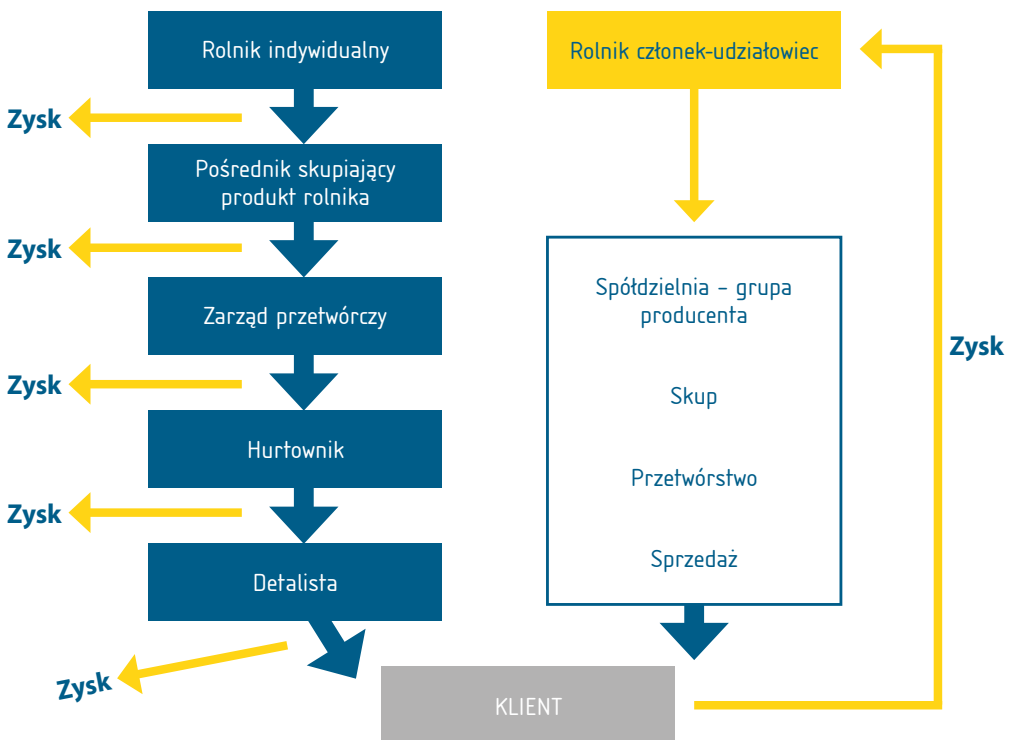 Rolnik indywidualny
Zysk
Pośrednik skupiający
produkt rolnika
Zysk
Zarząd przetwórczy
Zysk
Hurtownik
Zysk
Detalista
Zysk
Rolnik członek-udziałowiec
Spółdzielnia – grupa
producenta
Skup
Przetwórstwo
Sprzedaż
Zysk
KLIENT